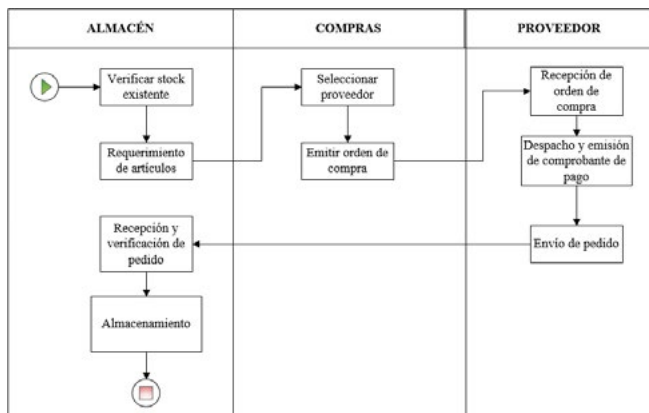 ALMACÉN
COMPRAS
PROVEEDOR
Verificar stock
existente
Requerimiento
de artículos
Seleccionar
proveedor
Emitir orden de
compra
Recepción de
orden de
compra
Despacho y emisión
de comprobante de
pago
Envío de pedido
Recepción y
verificación de
pedido
Almacenamiento